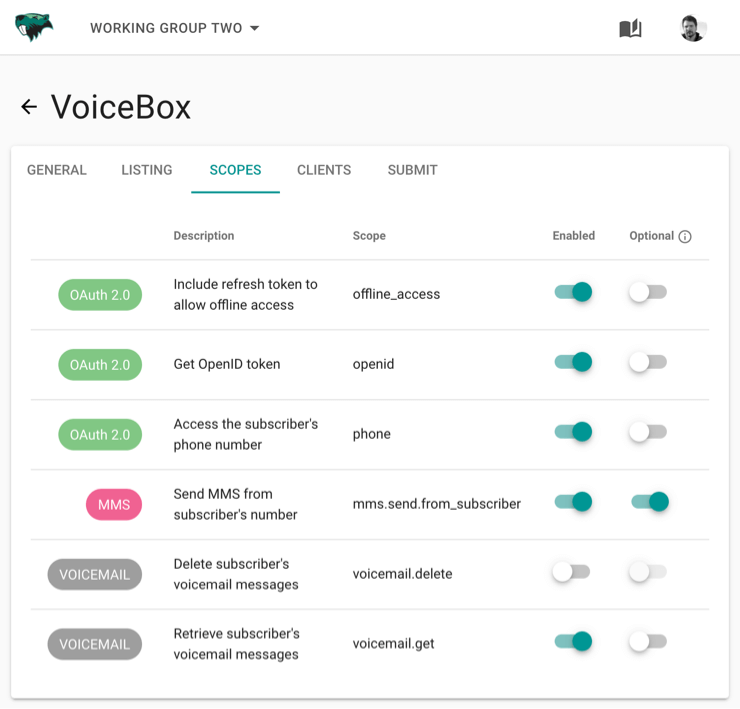 WORKING GROUP TWO
VoiceBox
GENERAL LISTING SCOPES CLIENTS SUBMIT
Description Scope Enabled Optional
OAuth 2.0 Include refresh token to
allow offline access offline_access
OAuth 2.0 Get OpenID token openid
OAuth 2.0 Access the subscriber's
phone number phone
MMS Send MMS from
subscriber's number mms.send.from_subscriber
VOICEMAIL Delete subscriber's
voicemail messages voicemail.delete
VOICEMAIL Retrieve subscriber's
voicemail messages voicemail.get